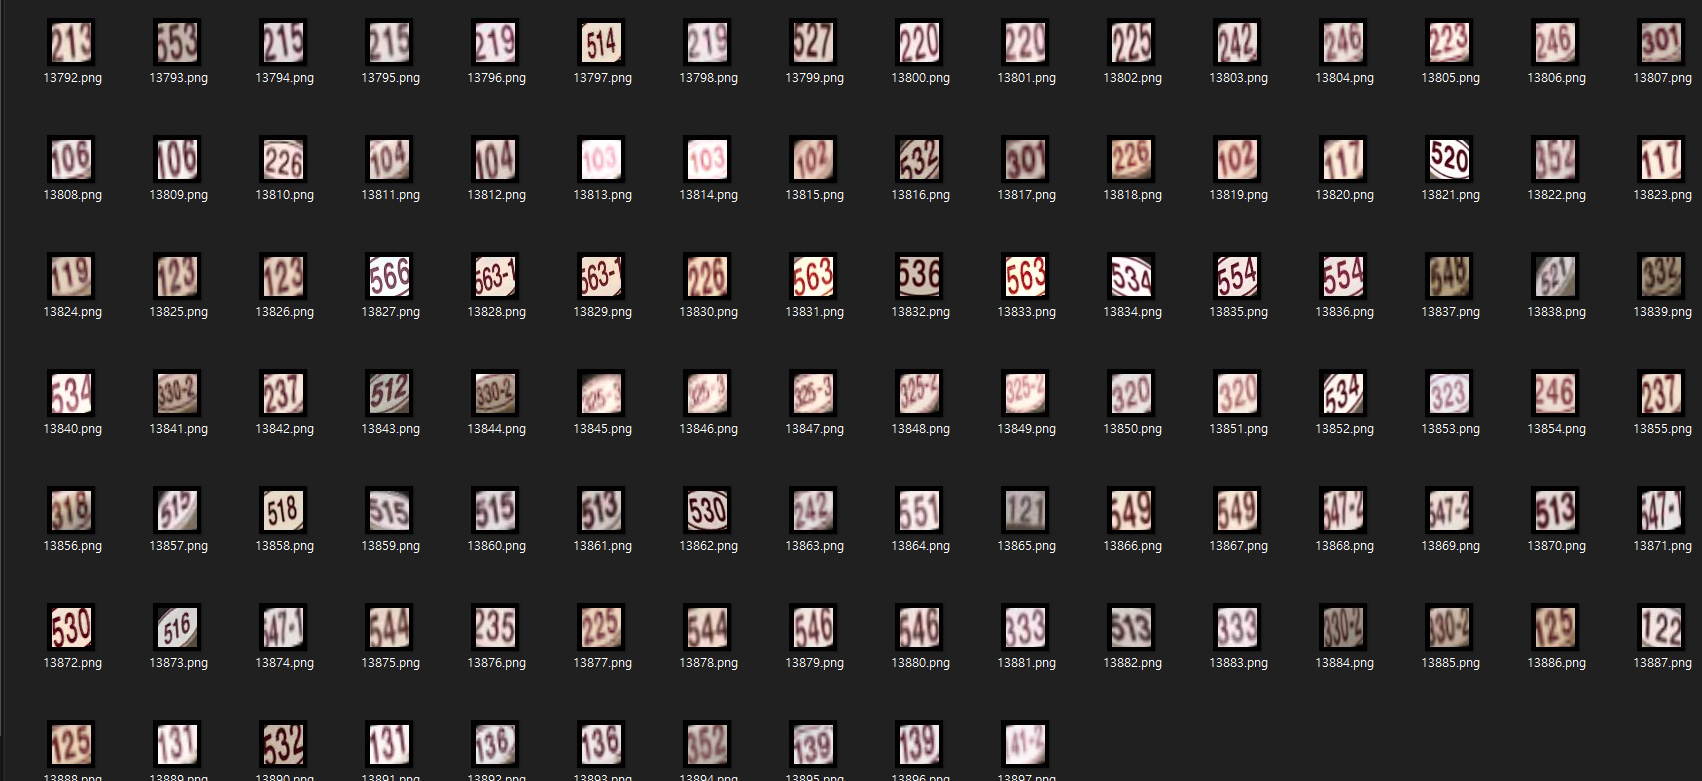 213 553 215 215 219 514 219 527 220 220 225 242 246 223 246 301
13792.png 13793.png 13794.png 13795.png 13796.png 13797.png 13798.png 13799.png 13800.png 13801.png 13802.png 13803.png 13804.png 13805.png 13806.png 13807.png
106 106 226 104 104 103 103 102 532 301 226 102 117 520 352 117
13808.png 13809.png 13810.png 13811.png 13812.png 13813.png 13814.png 13815.png 13816.png 13817.png 13818.png 13819.png 13820.png 13821.png 13822.png 13823.png
119 123 123 566 563-1 563-1 226 563 536 563 534 554 554 548 521 332
13824.png 13825.png 13826.png 13827.png 13828.png 13829.png 13830.png 13831.png 13832.png 13833.png 13834.png 13835.png 13836.png 13837.png 13838.png 13839.png
534 330-2 237 512 330-2 325-3 325-3 325-3 325-2 325-2 320 320 534 323 246 237
13840.png 13841.png 13842.png 13843.png 13844.png 13845.png 13846.png 13847.png 13848.png 13849.png 13850.png 13851.png 13852.png 13853.png 13854.png 13855.png
318 512 518 515 515 513 530 242 551 121 549 549 547-2 547-2 513 547-1
13856.png 13857.png 13858.png 13859.png 13860.png 13861.png 13862.png 13863.png 13864.png 13865.png 13866.png 13867.png 13868.png 13869.png 13870.png 13871.png
530 516 547-1 544 235 225 544 546 546 333 513 333 330-2 330-2 125 122
13872.png 13873.png 13874.png 13875.png 13876.png 13877.png 13878.png 13879.png 13880.png 13881.png 13882.png 13883.png 13884.png 13885.png 13886.png 13887.png
125 131 532 131 136 136 352 139 139 41-2
13888.png 13889.png 13890.png 13891.png 13892.png 13893.png 13894.png 13895.png 13896.png 13897.png